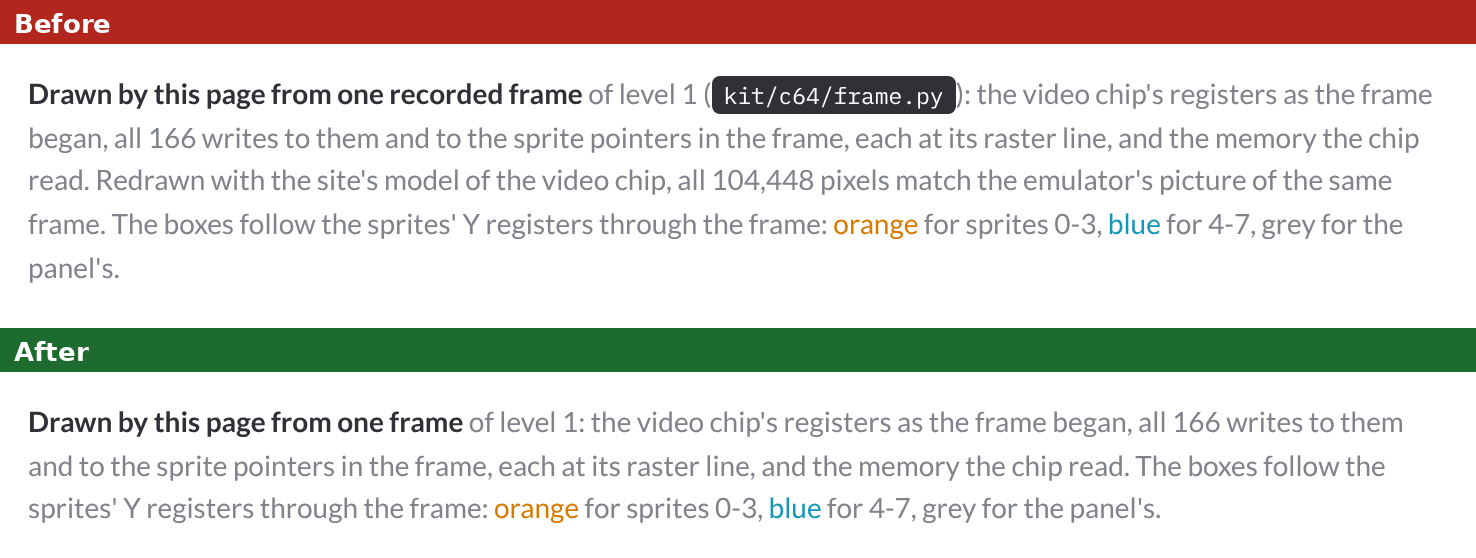 Before
Drawn by this page from one recorded frame of level 1 (kit/c64/frame.py): the video chip's registers as the frame
began, all 166 writes to them and to the sprite pointers in the frame, each at its raster line, and the memory the chip
read. Redrawn with the site's model of the video chip, all 104,448 pixels match the emulator's picture of the same
frame. The boxes follow the sprites' Y registers through the frame: orange for sprites 0-3, blue for 4-7, grey for the
panel's.
After
Drawn by this page from one frame of level 1: the video chip's registers as the frame began, all 166 writes to them
and to the sprite pointers in the frame, each at its raster line, and the memory the chip read. The boxes follow the
sprites' Y registers through the frame: orange for sprites 0-3, blue for 4-7, grey for the panel's.